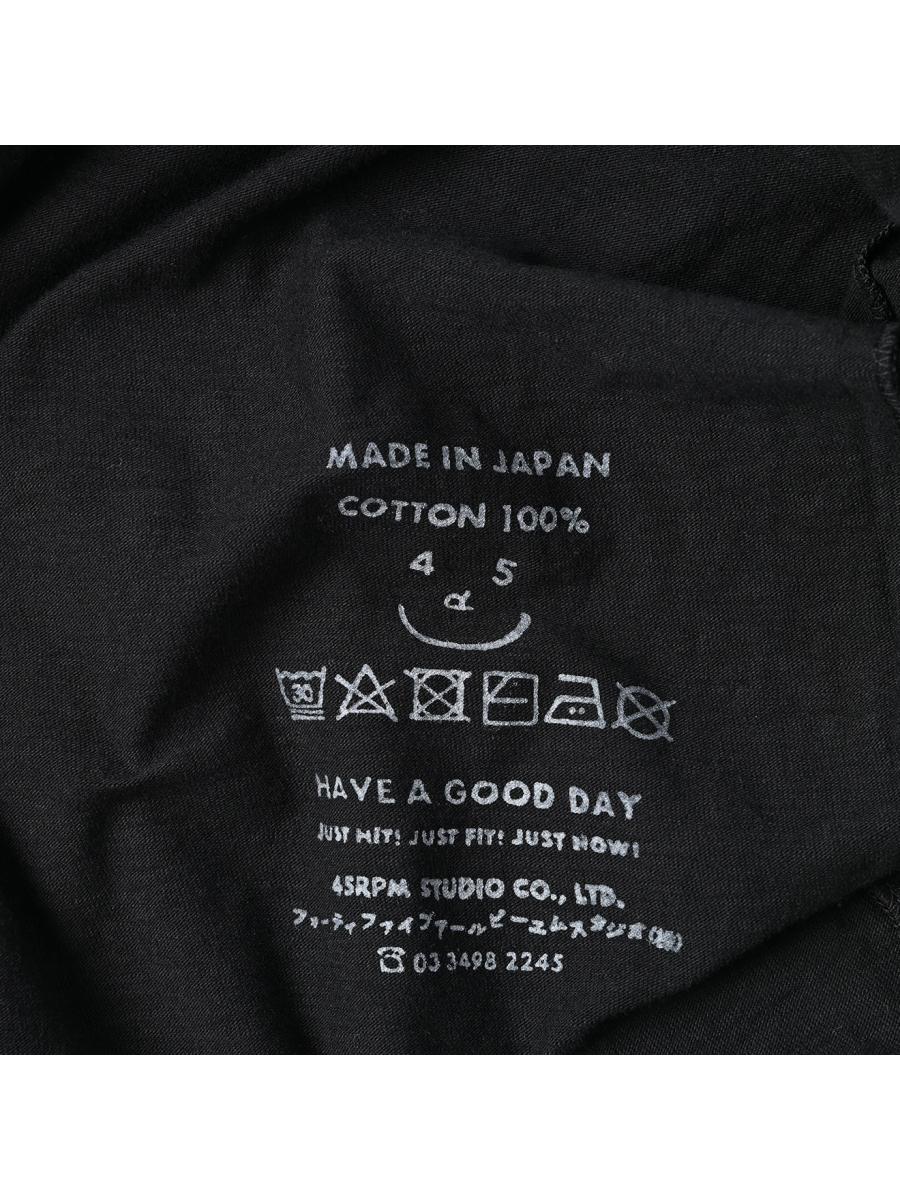 MADE IN JAPAN
COTTON 100%
4 5
R
30
HAVE A GOOD DAY
JUST HIT! JUST FIT! JUST NOW!
45RPM STUDIO CO., LTD.
フォーティファイブアールピーエムスタジオ(株)
☎ 03 3498 2245